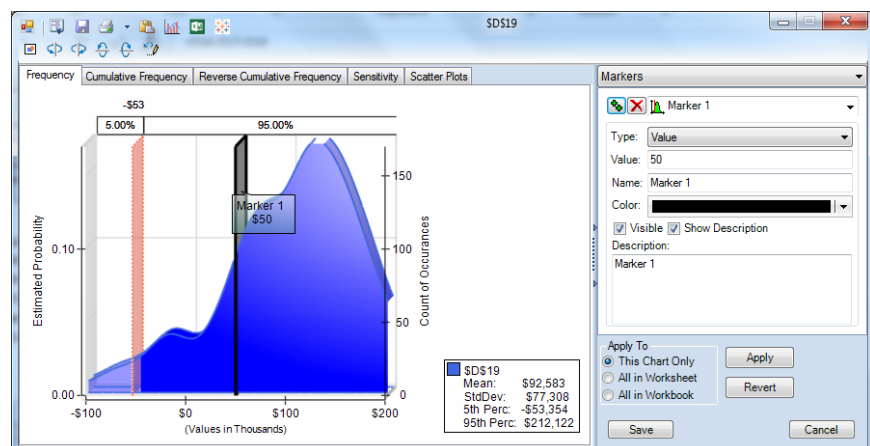 $D$19
Frequency Cumulative Frequency Reverse Cumulative Frequency Sensitivity Scatter Plots
-$53
5.00% 95.00%
Marker 1
$50
Estimated Probability
0.10
0.00
150
100
50
0
Count of Occurances
-$100 $0 $100 $200
(Values in Thousands)
$D$19
Mean: $92,583
StdDev: $77,308
5th Perc: -$53,354
95th Perc: $212,122
Markers
Marker 1
Type: Value
Value: 50
Name: Marker 1
Color:
Visible Show Description
Description:
Marker 1
Apply To
This Chart Only
All in Worksheet
All in Workbook
Apply
Revert
Save Cancel